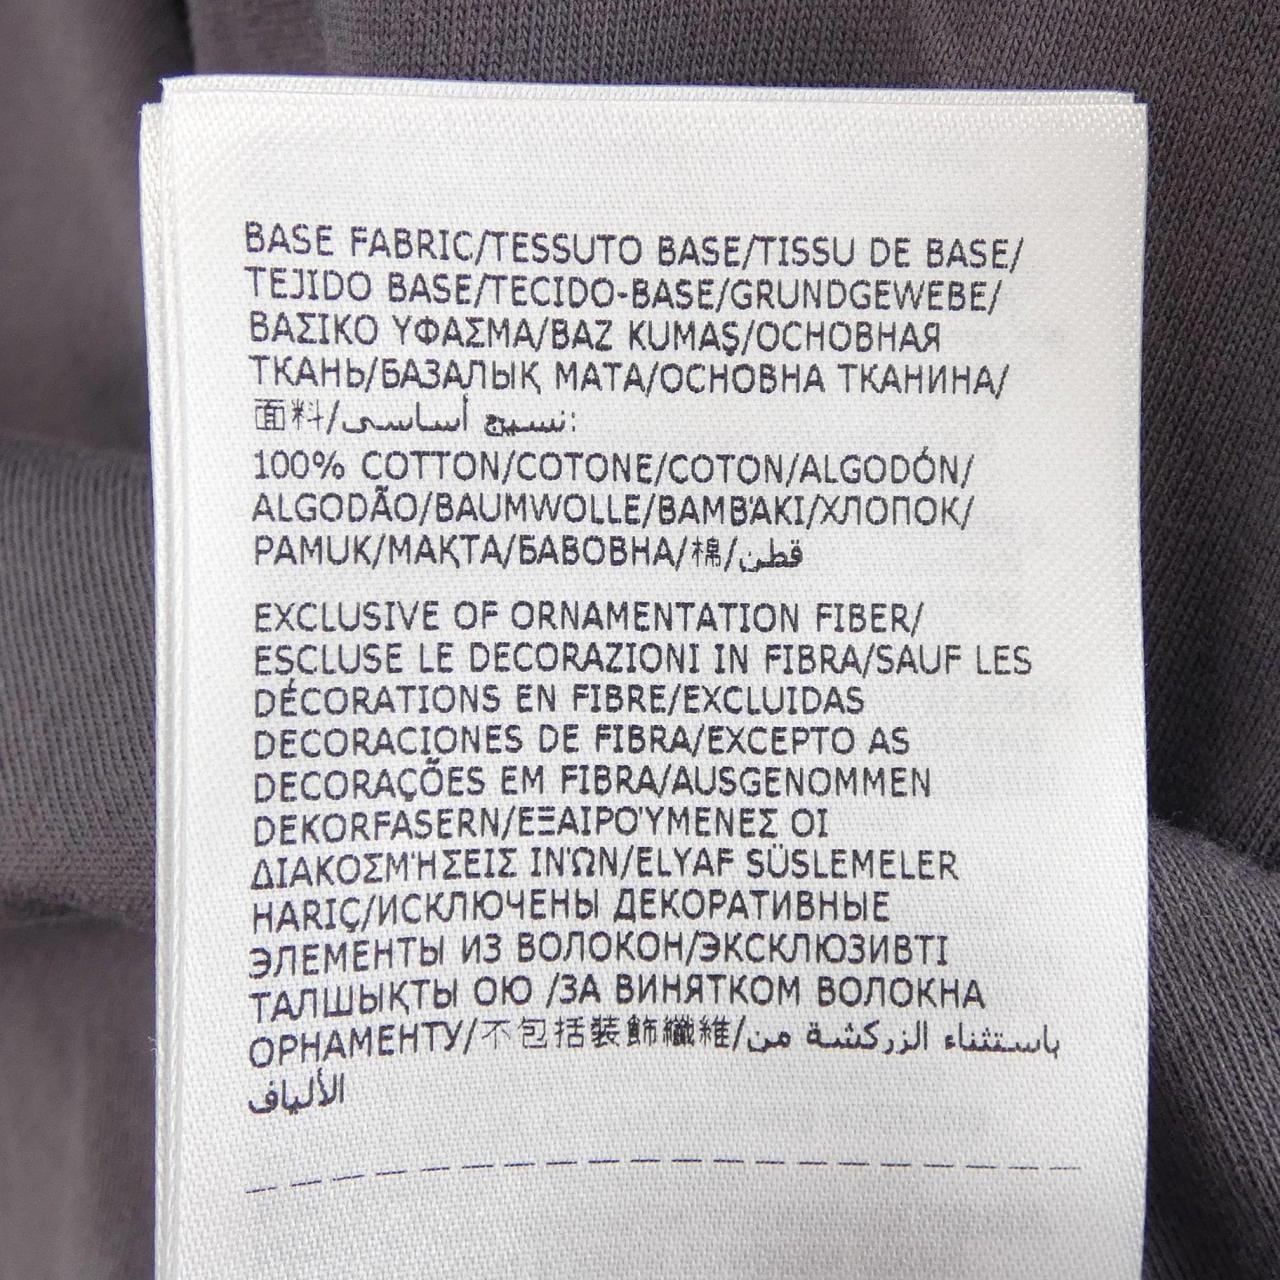 BASE FABRIC/TESSUTO BASE/TISSU DE BASE/
TEJIDO BASE/TECIDO-BASE/GRUNDGEWEBE/
ΒΑΣΙΚΟ ΥΦΑΣΜΑ/BAZ KUMAŞ/ОСНОВНАЯ
ТКАНЬ/БАЗАЛЫҚ МАТА/ОСНОВНА ТКАНИНА/
面料/نسيج أساسى:
100% COTTON/COTONE/COTON/ALGODÓN/
ALGODÃO/BAUMWOLLE/ΒΑΜΒΆΚΙ/ХЛОПОК/
PAMUK/МАҚТА/БАВОВНА/棉/قطن
EXCLUSIVE OF ORNAMENTATION FIBER/
ESCLUSE LE DECORAZIONI IN FIBRA/SAUF LES
DÉCORATIONS EN FIBRE/EXCLUIDAS
DECORACIONES DE FIBRA/EXCEPTO AS
DECORAÇÕES EM FIBRA/AUSGENOMMEN
DEKORFASERN/ΕΞΑΙΡΟΎΜΕΝΕΣ ΟΙ
ΔΙΑΚΟΣΜΉΣΕΙΣ ΙΝΏΝ/ELYAF SÜSLEMELER
HARIÇ/ИСКЛЮЧЕНЫ ДЕКОРАТИВНЫЕ
ЭЛЕМЕНТЫ ИЗ ВОЛОКОН/ЭКСКЛЮЗИВТІ
ТАЛШЫҚТЫ ОЮ /ЗА ВИНЯТКОМ ВОЛОКНА
ОРНАМЕНТУ/不包括裝飾纖維/باستثناء الزركشة من
الألياف